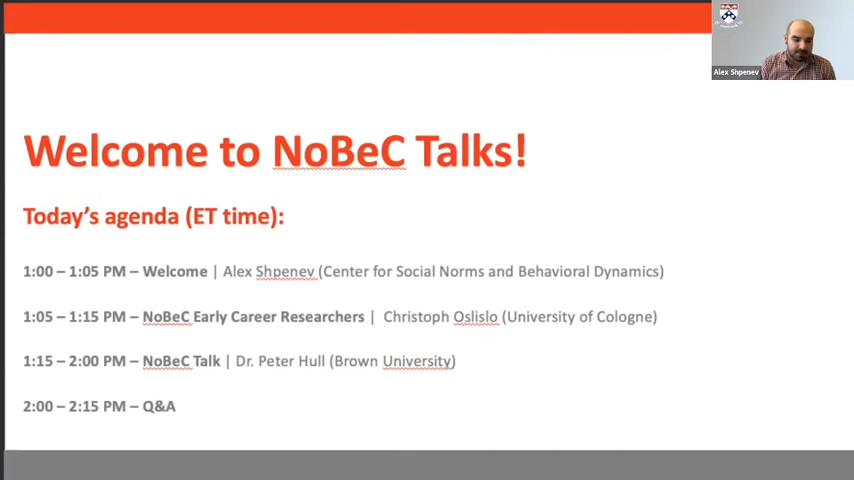 Alex Shpenev
Welcome to NoBeC Talks!
Today's agenda (ET time):
1:00 – 1:05 PM – Welcome | Alex Shpenev (Center for Social Norms and Behavioral Dynamics)
1:05 – 1:15 PM – NoBeC Early Career Researchers | Christoph Oslislo (University of Cologne)
1:15 – 2:00 PM – NoBeC Talk | Dr. Peter Hull (Brown University)
2:00 – 2:15 PM – Q&A